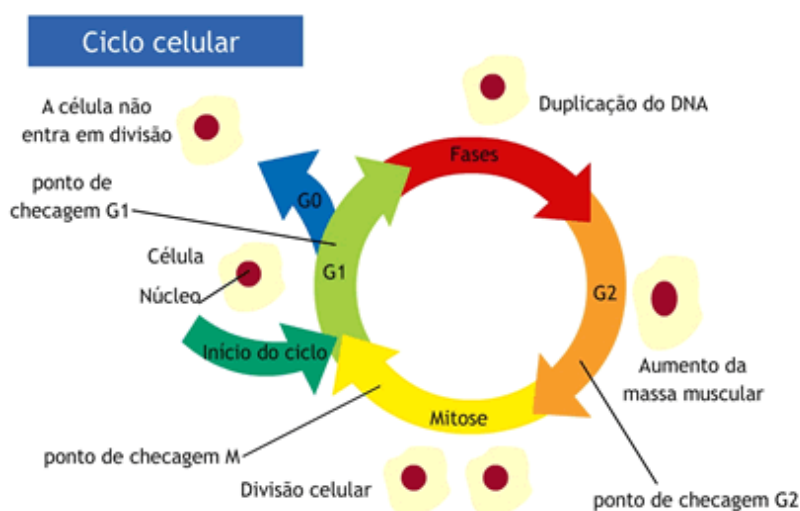 Ciclo celular
A célula não
entra em divisão
Duplicação do DNA
Fases
ponto de
checagem G1
G0
Célula
G1
Núcleo
G2
Início do ciclo
Aumento da
massa muscular
Mitose
ponto de checagem M
Divisão celular
ponto de checagem G2